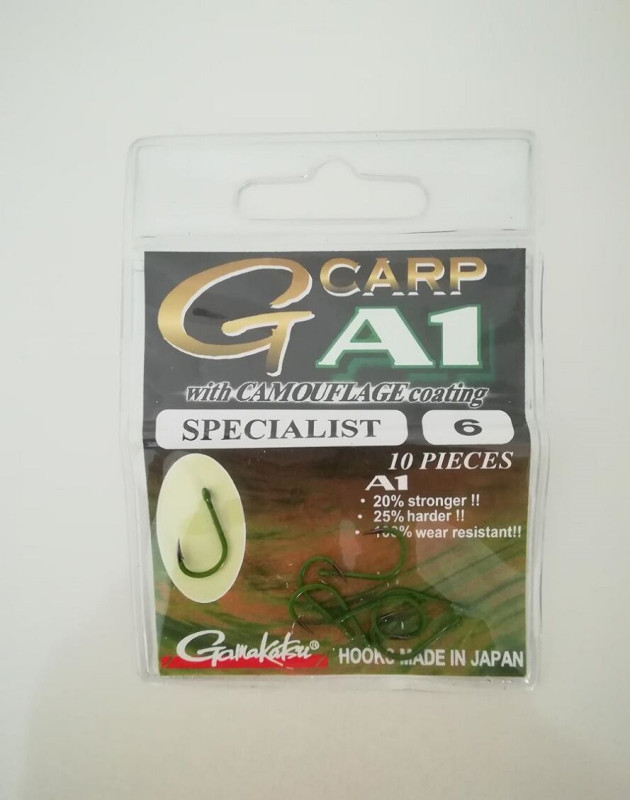 G CARP
A1
with CAMOUFLAGE coating
SPECIALIST 6
10 PIECES
A1
• 20% stronger !!
• 25% harder !!
• 100% wear resistant!!
Gamakatsu®
HOOKS MADE IN JAPAN